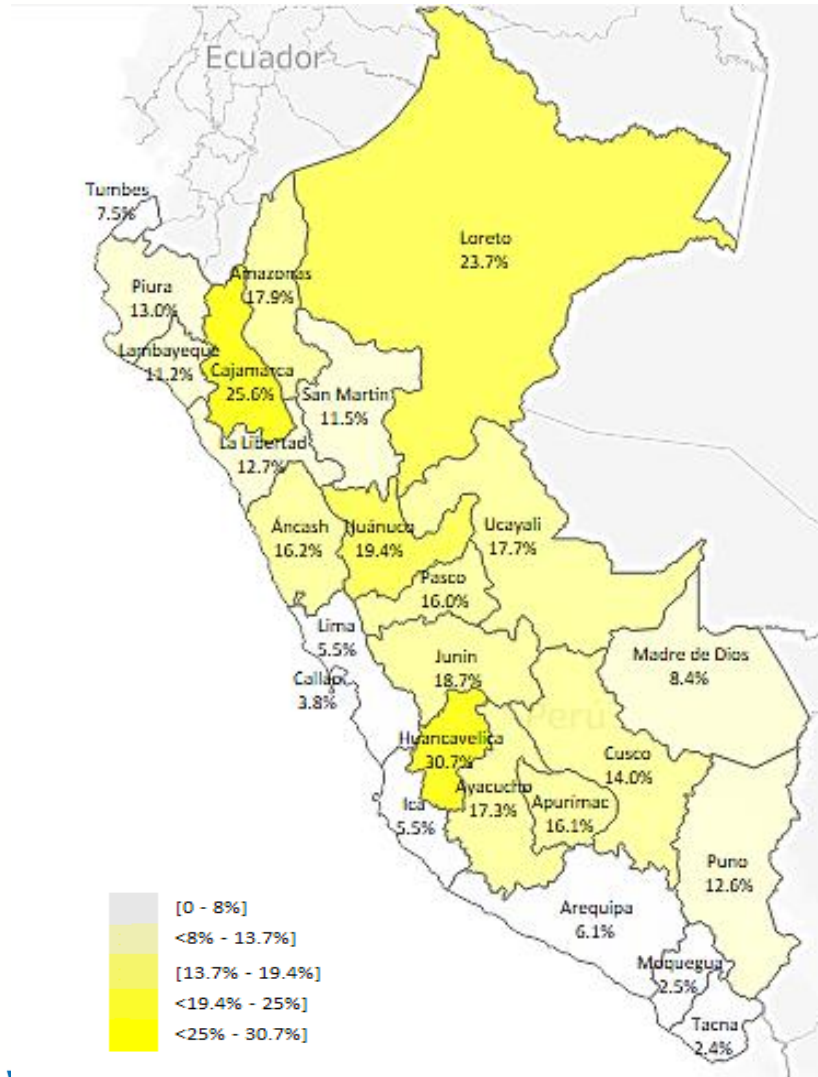 Ecuador
Tumbes
7.5%
Loreto
23.7%
Amazonas
17.9%
Piura
13.0%
Lambayeque
11.2%
Cajamarca
25.6%
San Martín
11.5%
La Libertad
12.7%
Áncash
16.2%
Huánuco
19.4%
Ucayali
17.7%
Pasco
16.0%
Lima
5.5%
Callao
3.8%
Junín
18.7%
Madre de Dios
8.4%
Perú
Huancavelica
30.7%
Cusco
14.0%
Ica
5.5%
Ayacucho
17.3%
Apurímac
16.1%
Puno
12.6%
Arequipa
6.1%
Moquegua
2.5%
Tacna
2.4%
[0 - 8%]
<8% - 13.7%]
[13.7% - 19.4%]
<19.4% - 25%]
<25% - 30.7%]